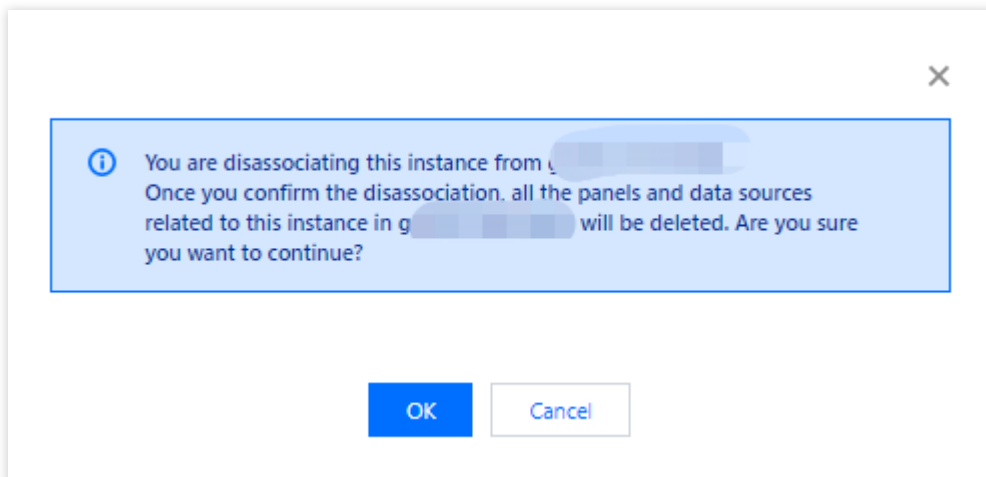 You are disassociating this instance from g
Once you confirm the disassociation, all the panels and data sources
related to this instance in g will be deleted. Are you sure
you want to continue?
OK
Cancel